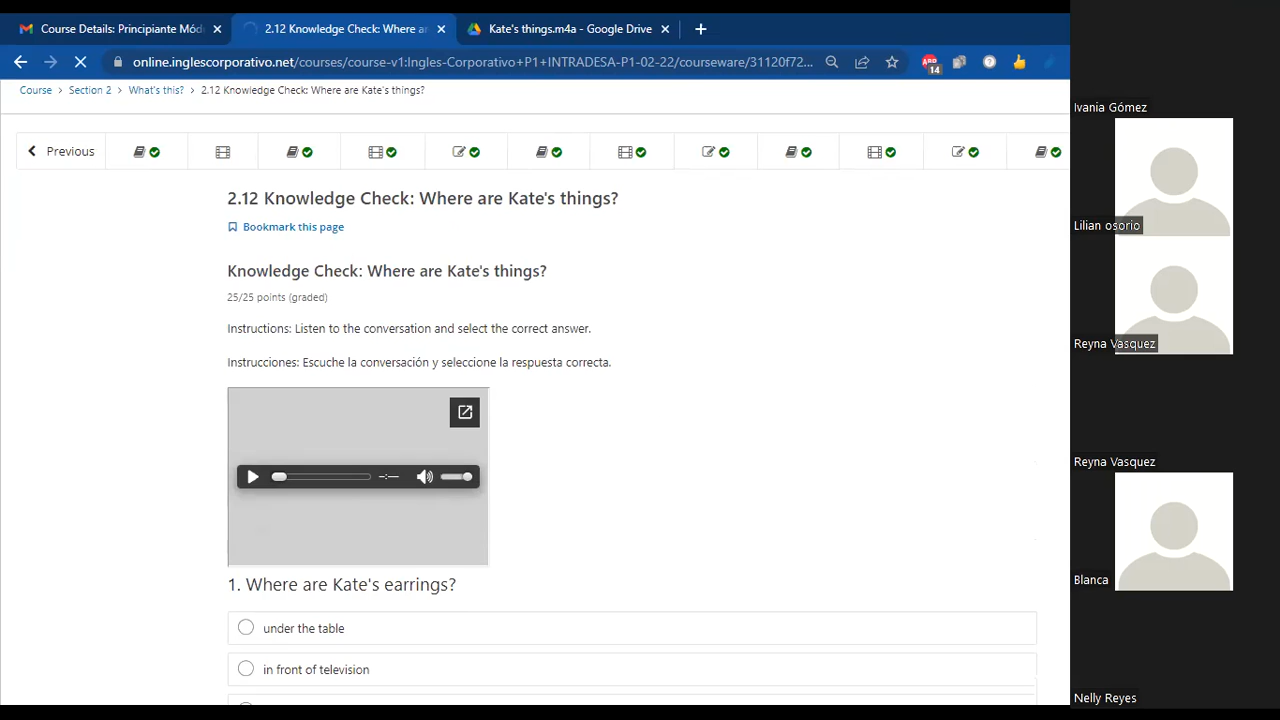 Course Details: Principiante Mód
2.12 Knowledge Check: Where are
Kate's things.m4a - Google Drive
online.inglescorporativo.net/courses/course-v1:Ingles-Corporativo+P1+INTRADESA-P1-02-22/courseware/31120f72...
ABP
14
Course > Section 2 > What's this? > 2.12 Knowledge Check: Where are Kate's things?
Previous
2.12 Knowledge Check: Where are Kate's things?
Bookmark this page
Knowledge Check: Where are Kate's things?
25/25 points (graded)
Instructions: Listen to the conversation and select the correct answer.
Instrucciones: Escuche la conversación y seleccione la respuesta correcta.
--:--
1. Where are Kate's earrings?
under the table
in front of television
Ivania Gómez
Lilian osorio
Reyna Vasquez
Reyna Vasquez
Blanca
Nelly Reyes